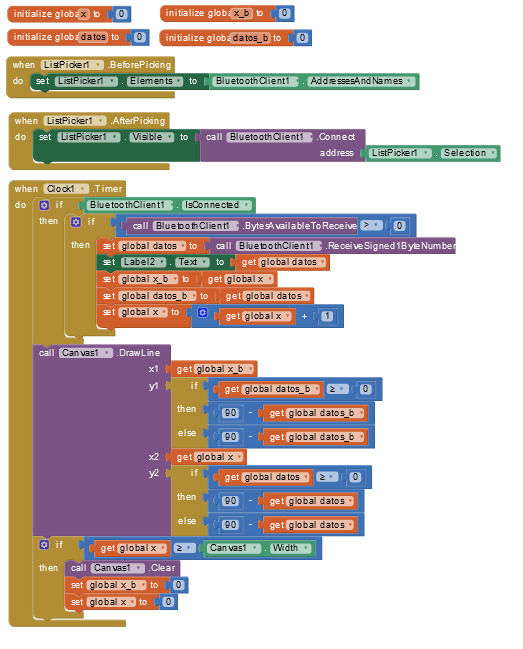 initialize global x to 0 initialize global x_b to 0
initialize global datos to 0 initialize global datos_b to 0
when ListPicker1 .BeforePicking
do set ListPicker1 . Elements to BluetoothClient1 . AddressesAndNames
when ListPicker1 .AfterPicking
do set ListPicker1 . Visible to call BluetoothClient1 .Connect
address ListPicker1 . Selection
when Clock1 .Timer
do if BluetoothClient1 . IsConnected
then if call BluetoothClient1 .BytesAvailableToReceive > 0
then set global datos to call BluetoothClient1 .ReceiveSigned1ByteNumber
set Label2 . Text to get global datos
set global x_b to get global x
set global datos_b to get global datos
set global x to get global x + 1
call Canvas1 .DrawLine
x1 get global x_b
y1 if get global datos_b ≥ 0
then 90 - get global datos_b
else 90 - get global datos_b
x2 get global x
y2 if get global datos ≥ 0
then 90 - get global datos
else 90 - get global datos
if get global x ≥ Canvas1 . Width
then call Canvas1 .Clear
set global x_b to 0
set global x to 0